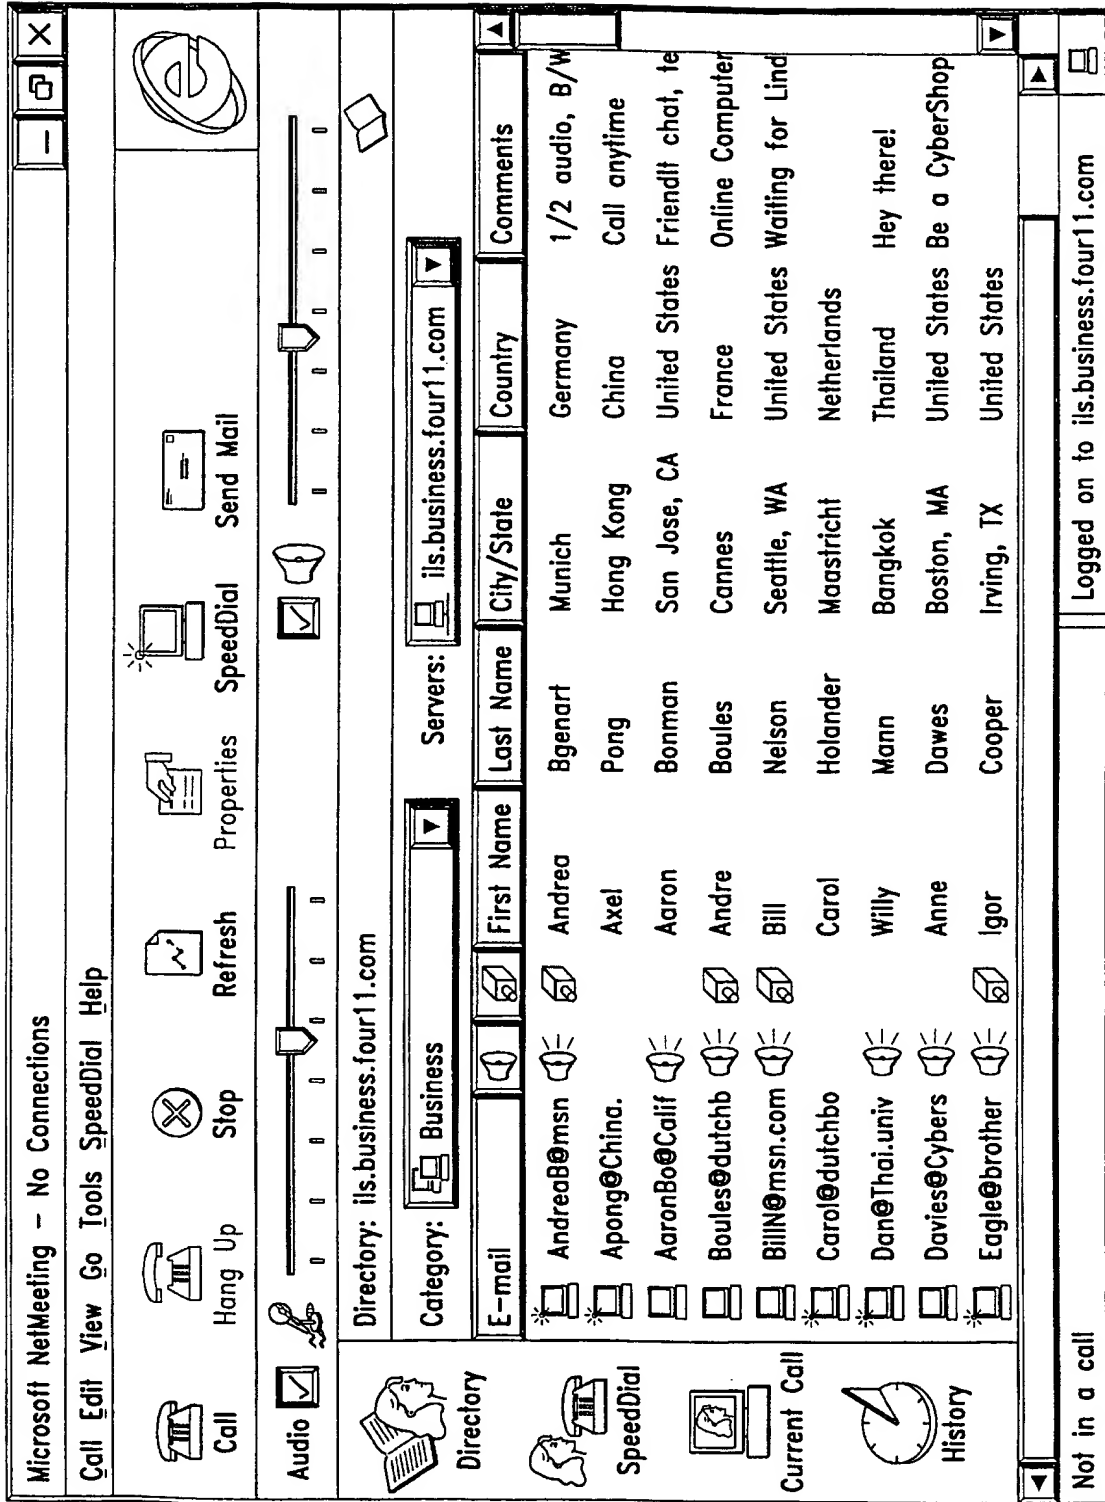 Microsoft NetMeeting – No Connections
Call Edit View Go Tools SpeedDial Help
Call Hang Up Stop Refresh Properties SpeedDial Send Mail
Audio
Directory: ils.business.four11.com
Category: Business Servers: ils.business.four11.com
E-mail First Name Last Name City/State Country Comments
AndreaB@msn Andrea Bgenart Munich Germany 1/2 audio, B/W
Apong@China. Axel Pong Hong Kong China Call anytime
AaronBo@Calif Aaron Bonman San Jose, CA United States Friendlt chat, te
Boules@dutchb Andre Boules Cannes France Online Computer
BillN@msn.com Bill Nelson Seattle, WA United States Waiting for Lind
Carol@dutchbo Carol Holander Maastricht Netherlands
Dan@Thai.univ Willy Mann Bangkok Thailand Hey there!
Davies@Cybers Anne Dawes Boston, MA United States Be a CyberShop
Eagle@brother Igor Cooper Irving, TX United States
Directory
SpeedDial
Current Call
History
Not in a call Logged on to ils.business.four11.com